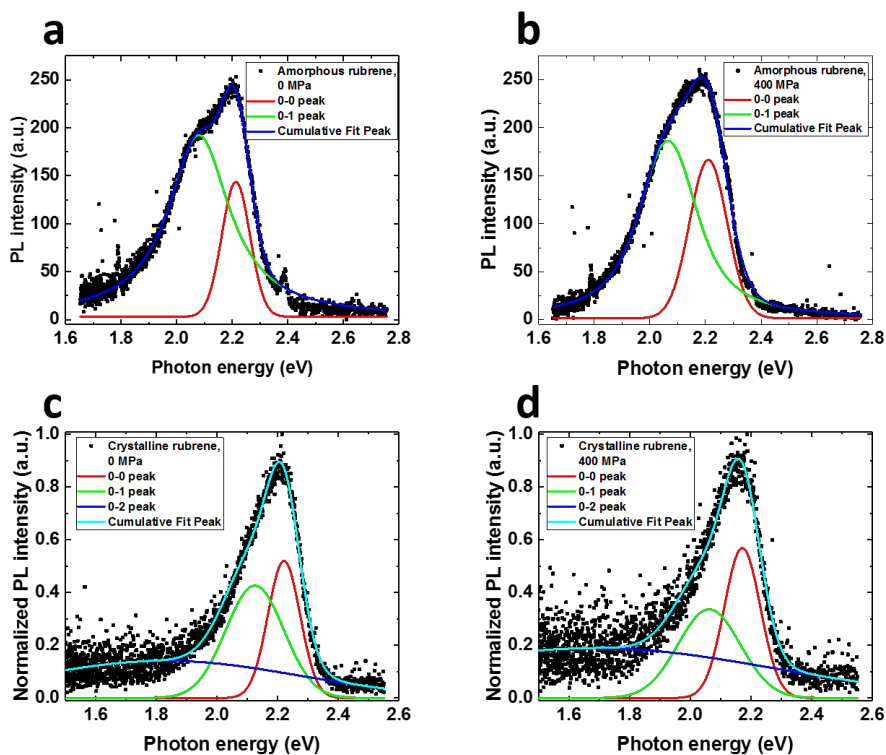 a
Amorphous rubrene,
0 MPa
0-0 peak
0-1 peak
Cumulative Fit Peak
PL intensity (a.u.)
250
200
150
100
50
0
1.6 1.8 2.0 2.2 2.4 2.6 2.8
Photon energy (eV)
b
Amorphous rubrene,
400 MPa
0-0 peak
0-1 peak
Cumulative Fit Peak
PL intensity (a.u.)
250
200
150
100
50
0
1.6 1.8 2.0 2.2 2.4 2.6 2.8
Photon energy (eV)
c
Crystalline rubrene,
0 MPa
0-0 peak
0-1 peak
0-2 peak
Cumulative Fit Peak
Normalized PL intensity (a.u.)
1.0
0.8
0.6
0.4
0.2
0.0
1.6 1.8 2.0 2.2 2.4 2.6
Photon energy (eV)
d
Crystalline rubrene,
400 MPa
0-0 peak
0-1 peak
0-2 peak
Cumulative Fit Peak
Normalized PL intensity (a.u.)
1.0
0.8
0.6
0.4
0.2
0.0
1.6 1.8 2.0 2.2 2.4 2.6
Photon energy (eV)